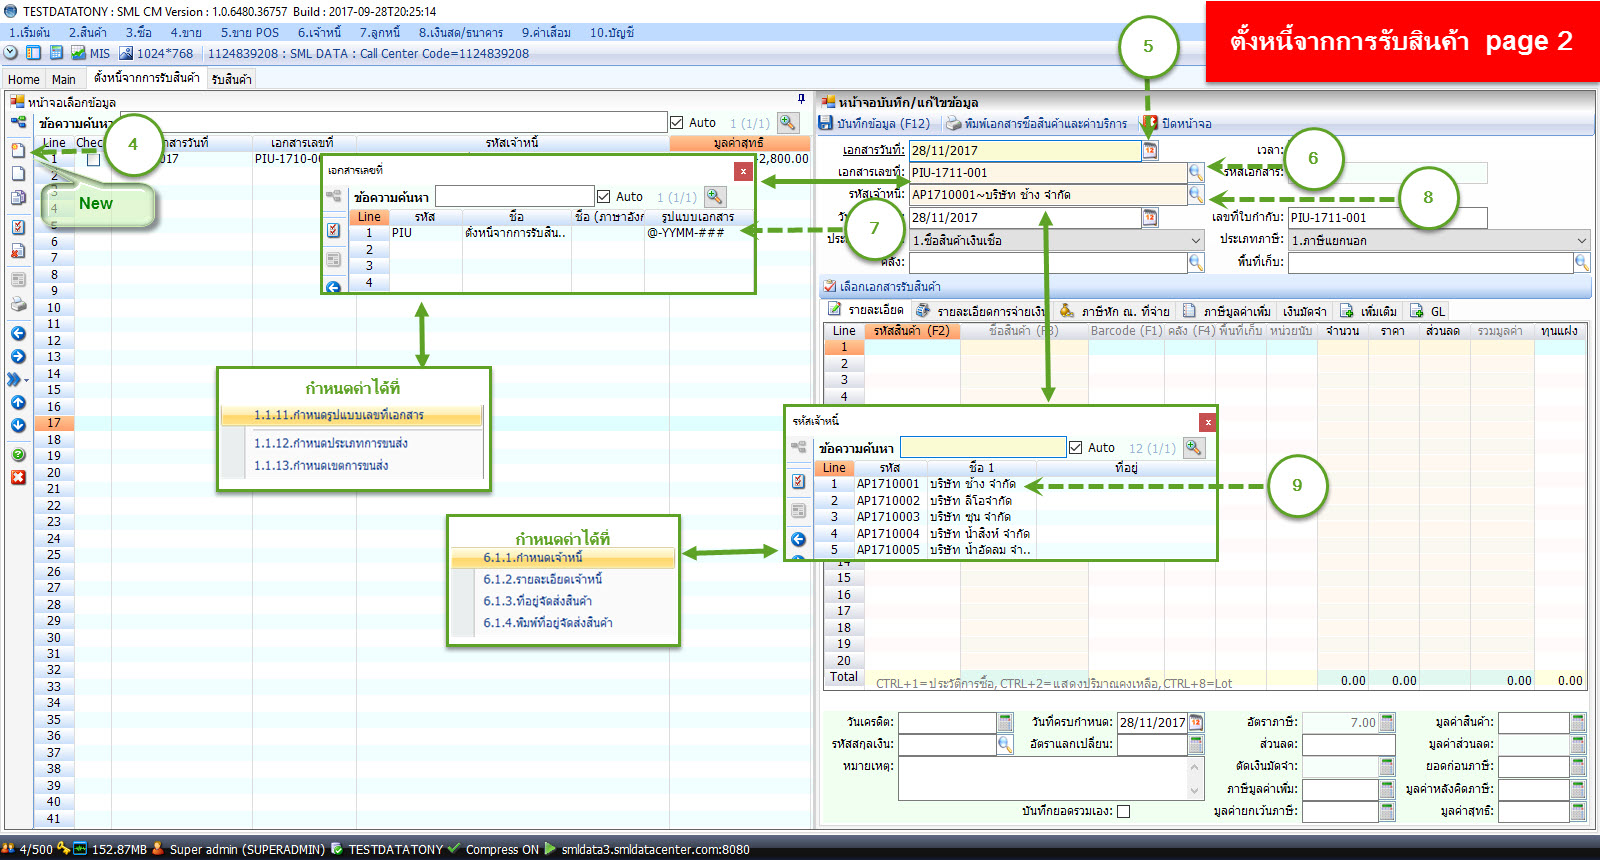 TESTDATATONY : SML CM Version : 1.0.6480.36757  Build : 2017-09-28T20:25:14
ตั้งหนี้จากการรับสินค้า page 2
1.เริ่มต้น 2.สินค้า 3.ซื้อ 4.ขาย 5.ขาย POS 6.เจ้าหนี้ 7.ลูกหนี้ 8.เงินสด/ธนาคาร 9.ค่าเสื่อม 10.บัญชี
MIS 1024*768 1124839208 : SML DATA : Call Center Code=1124839208
Home Main ตั้งหนี้จากการรับสินค้า รับสินค้า
หน้าจอเลือกข้อมูล
ข้อความค้นหา Auto 1 (1/1)
Line Chec เอกสารวันที่ เอกสารเลขที่ รหัสเจ้าหนี้ มูลค่าสุทธิ
1 017 PIU-1710-00 2,800.00
2
3
4
5
6
7
8
9
10
11
12
13
14
15
16
17
18
19
20
21
22
23
24
25
26
27
28
29
30
31
32
33
34
35
36
37
38
39
40
41
4
New
เอกสารเลขที่
ข้อความค้นหา Auto 1 (1/1)
Line รหัส ชื่อ ชื่อ (ภาษาอังก รูปแบบเอกสาร
1 PIU ตั้งหนี้จากการรับสิน.. @-YYMM-###
2
3
4
7
กำหนดค่าได้ที่
1.1.11.กำหนดรูปแบบเลขที่เอกสาร
1.1.12.กำหนดประเภทการขนส่ง
1.1.13.กำหนดเขตการขนส่ง
กำหนดค่าได้ที่
6.1.1.กำหนดเจ้าหนี้
6.1.2.รายละเอียดเจ้าหนี้
6.1.3.ที่อยู่จัดส่งสินค้า
6.1.4.พิมพ์ที่อยู่จัดส่งสินค้า
5
หน้าจอบันทึก/แก้ไขข้อมูล
บันทึกข้อมูล (F12) พิมพ์เอกสารซื้อสินค้าและค่าบริการ ปิดหน้าจอ
เอกสารวันที่: 28/11/2017 12 เวลา:
เอกสารเลขที่: PIU-1711-001 รหัสเอกสาร:
6
รหัสเจ้าหนี้: AP1710001~บริษัท ช้าง จำกัด
8
28/11/2017 12 เลขที่ใบกำกับ: PIU-1711-001
1.ซื้อสินค้าเงินเชื่อ ประเภทภาษี: 1.ภาษีแยกนอก
คลัง: พื้นที่เก็บ:
เลือกเอกสารรับสินค้า
รายละเอียด รายละเอียดการจ่ายเงิน ภาษีหัก ณ. ที่จ่าย ภาษีมูลค่าเพิ่ม เงินมัดจำ เพิ่มเติม GL
Line รหัสสินค้า (F2) ชื่อสินค้า (F3) Barcode (F1) คลัง (F4) พื้นที่เก็บ หน่วยนับ จำนวน ราคา ส่วนลด รวมมูลค่า ทุนแฝง
1
2
3
4
รหัสเจ้าหนี้
ข้อความค้นหา Auto 12 (1/1)
Line รหัส ชื่อ 1 ที่อยู่
1 AP1710001 บริษัท ช้าง จำกัด
2 AP1710002 บริษัท ลีโอจำกัด
3 AP1710003 บริษัท ซุน จำกัด
4 AP1710004 บริษัท น้ำสิงห์ จำกัด
5 AP1710005 บริษัท น้ำอัดลม จำ..
9
14
15
16
17
18
19
20
Total 0.00 0.00 0.00 0.00
CTRL+1=ประวัติการซื้อ, CTRL+2=แสดงปริมาณคงเหลือ, CTRL+8=Lot
วันเครดิต: วันที่ครบกำหนด: 28/11/2017 12 อัตราภาษี: 7.00 มูลค่าสินค้า:
รหัสสกุลเงิน: อัตราแลกเปลี่ยน: ส่วนลด: มูลค่าส่วนลด:
หมายเหตุ: ตัดเงินมัดจำ: ยอดก่อนภาษี:
ภาษีมูลค่าเพิ่ม: มูลค่าหลังคิดภาษี:
บันทึกยอดรวมเอง: มูลค่ายกเว้นภาษี: มูลค่าสุทธิ:
4/500 152.87MB Super admin (SUPERADMIN) TESTDATATONY Compress ON smldata3.smldatacenter.com:8080